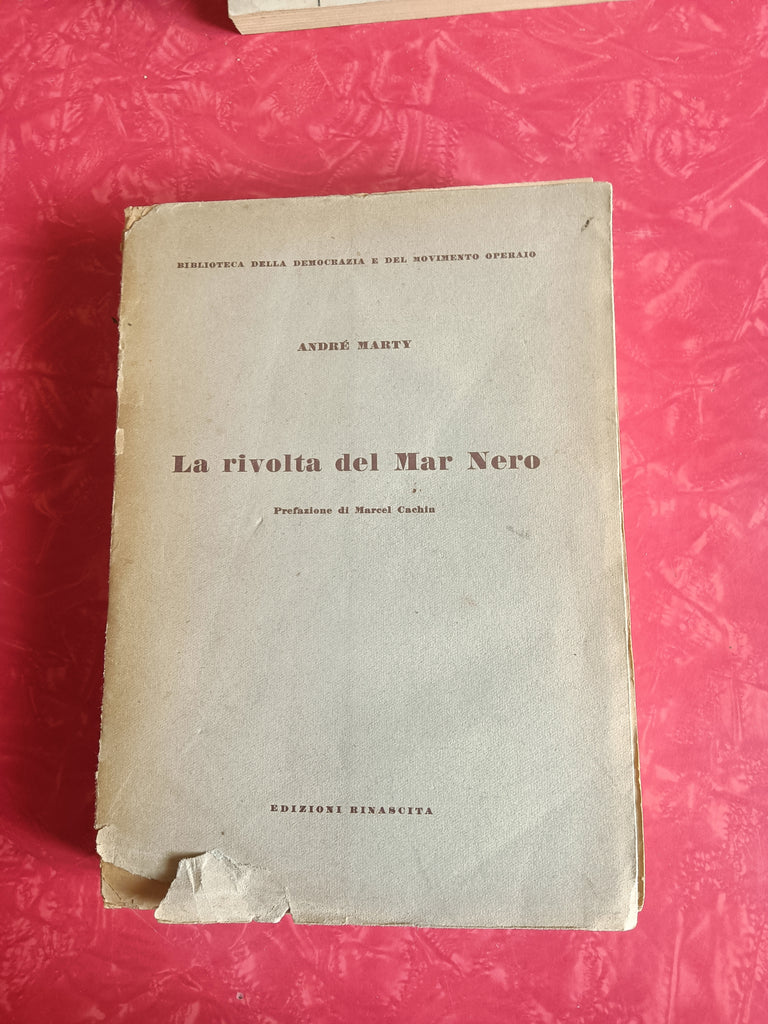 BIBLIOTECA DELLA DEMOCRAZIA E DEL MOVIMENTO OPERAIO
ANDRÉ MARTY
La rivolta del Mar Nero
Prefazione di Marcel Cachin
EDIZIONI RINASCITA